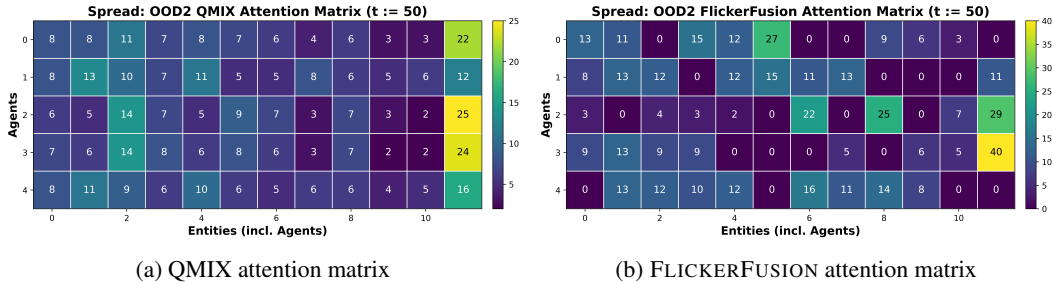 Spread: OOD2 QMIX Attention Matrix (t := 50)
Agents
0 8 8 11 7 8 7 6 4 6 3 3 22
1 8 13 10 7 11 5 5 8 6 5 6 12
2 6 5 14 7 5 9 7 3 7 3 2 25
3 7 6 14 8 6 8 6 3 7 2 2 24
4 8 11 9 6 10 6 5 6 6 4 5 16
0 2 4 6 8 10
Entities (incl. Agents)
25
20
15
10
5
(a) QMIX attention matrix
Spread: OOD2 FlickerFusion Attention Matrix (t := 50)
Agents
0 13 11 0 15 12 27 0 0 9 6 3 0
1 8 13 12 0 12 15 11 13 0 0 0 11
2 3 0 4 3 2 0 22 0 25 0 7 29
3 9 13 9 9 0 0 0 5 0 6 5 40
4 0 13 12 10 12 0 16 11 14 8 0 0
0 2 4 6 8 10
Entities (incl. Agents)
40
35
30
25
20
15
10
5
0
(b) FLICKERFUSION attention matrix